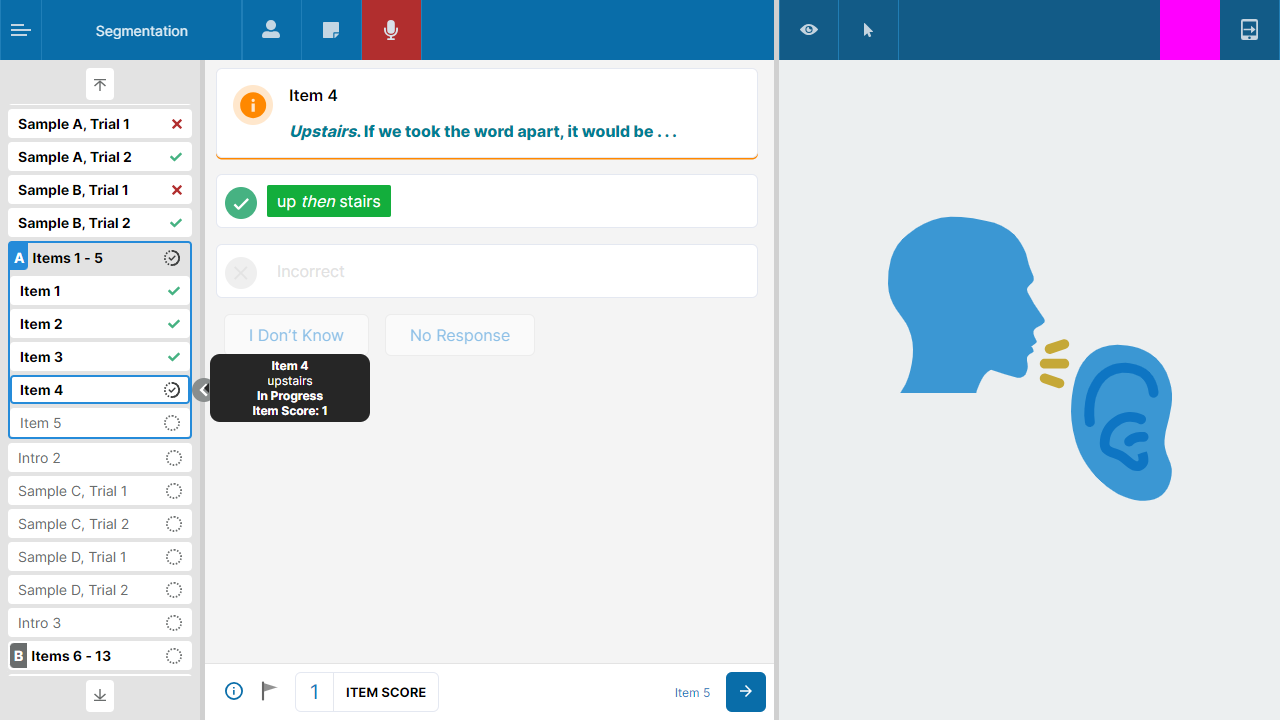 Segmentation
Sample A, Trial 1
Sample A, Trial 2
Sample B, Trial 1
Sample B, Trial 2
A Items 1 - 5
Item 1
Item 2
Item 3
Item 4
Item 5
Intro 2
Sample C, Trial 1
Sample C, Trial 2
Sample D, Trial 1
Sample D, Trial 2
Intro 3
B Items 6 - 13
Item 4
Upstairs. If we took the word apart, it would be . . .
up then stairs
Incorrect
I Don't Know
No Response
Item 4
upstairs
In Progress
Item Score: 1
1 ITEM SCORE
Item 5